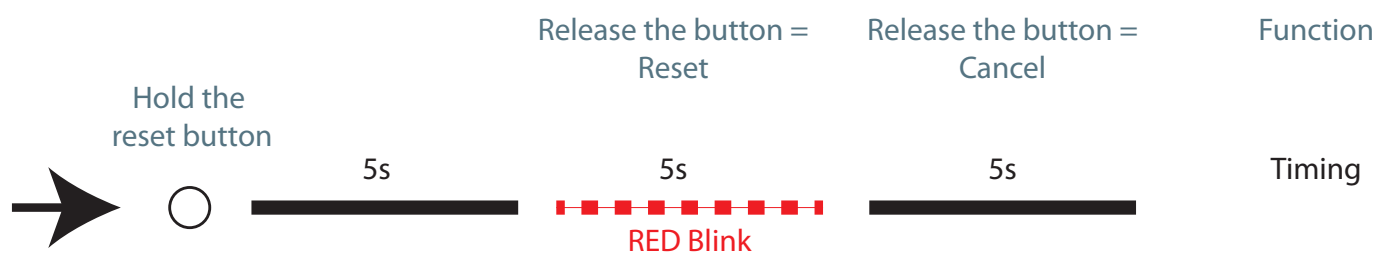 Release the button =
Reset
Release the button =
Cancel
Function
Hold the
reset button
5s
5s
5s
Timing
RED Blink